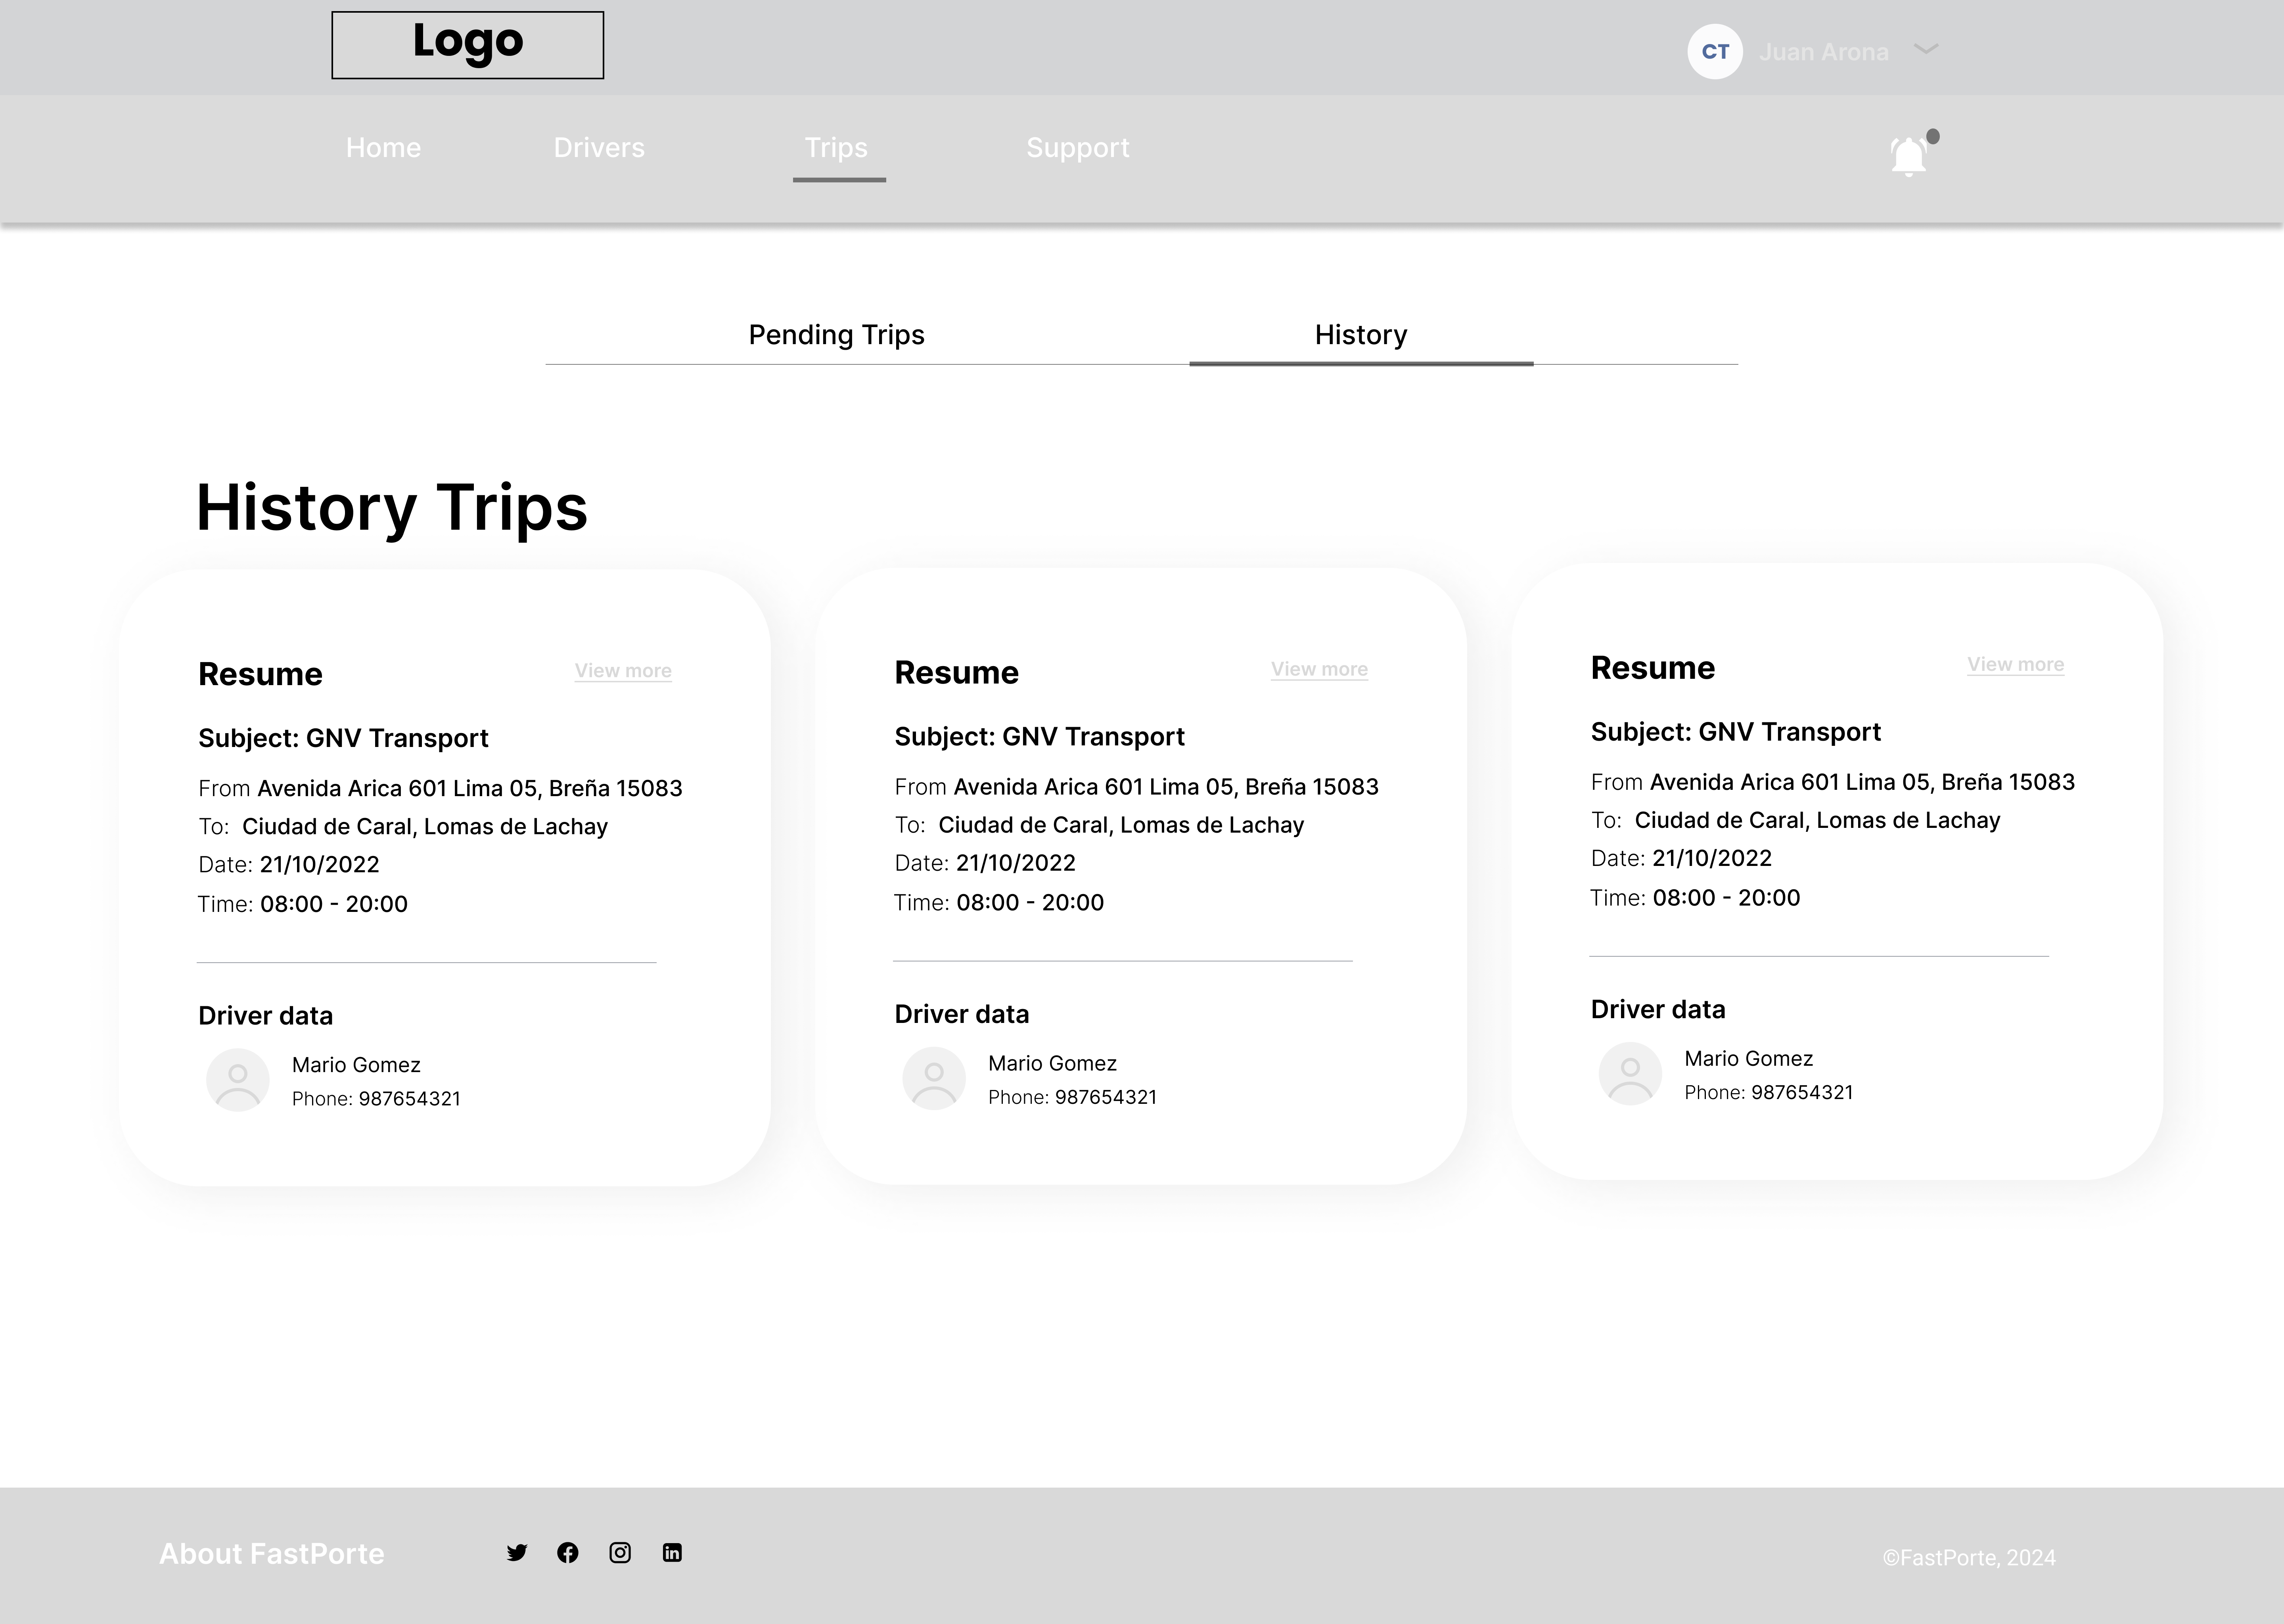 Logo
CT Juan Arona
Home Drivers Trips Support
Pending Trips History
History Trips
Resume View more
Subject: GNV Transport
From Avenida Arica 601 Lima 05, Breña 15083
To: Ciudad de Caral, Lomas de Lachay
Date: 21/10/2022
Time: 08:00 - 20:00
Driver data
Mario Gomez
Phone: 987654321
Resume View more
Subject: GNV Transport
From Avenida Arica 601 Lima 05, Breña 15083
To: Ciudad de Caral, Lomas de Lachay
Date: 21/10/2022
Time: 08:00 - 20:00
Driver data
Mario Gomez
Phone: 987654321
Resume View more
Subject: GNV Transport
From Avenida Arica 601 Lima 05, Breña 15083
To: Ciudad de Caral, Lomas de Lachay
Date: 21/10/2022
Time: 08:00 - 20:00
Driver data
Mario Gomez
Phone: 987654321
About FastPorte ©FastPorte, 2024